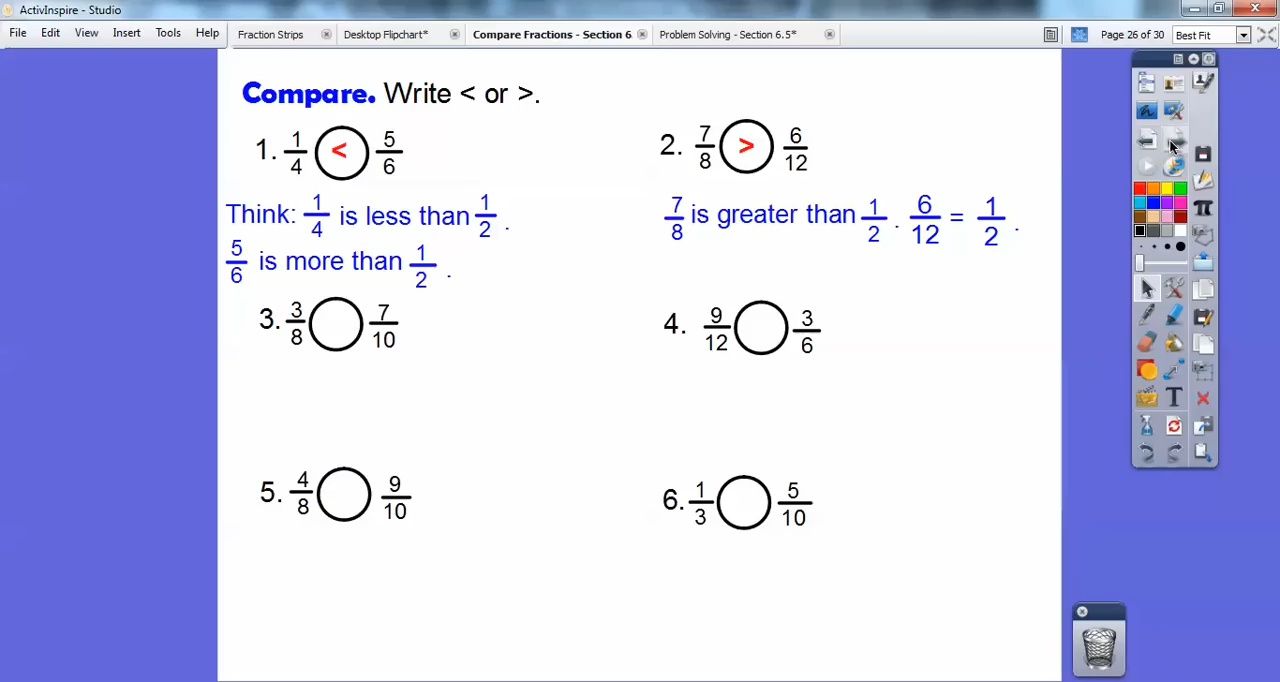 ActivInspire - Studio
File Edit View Insert Tools Help Fraction Strips Desktop Flipchart* Compare Fractions - Section 6 Problem Solving - Section 6.5* Page 26 of 30 Best Fit
Compare. Write < or >.
1. 1/4 < 5/6
2. 7/8 > 6/12
Think: 1/4 is less than 1/2 .
5/6 is more than 1/2 .
7/8 is greater than 1/2 . 6/12 = 1/2 .
3. 3/8 7/10
4. 9/12 3/6
5. 4/8 9/10
6. 1/3 5/10